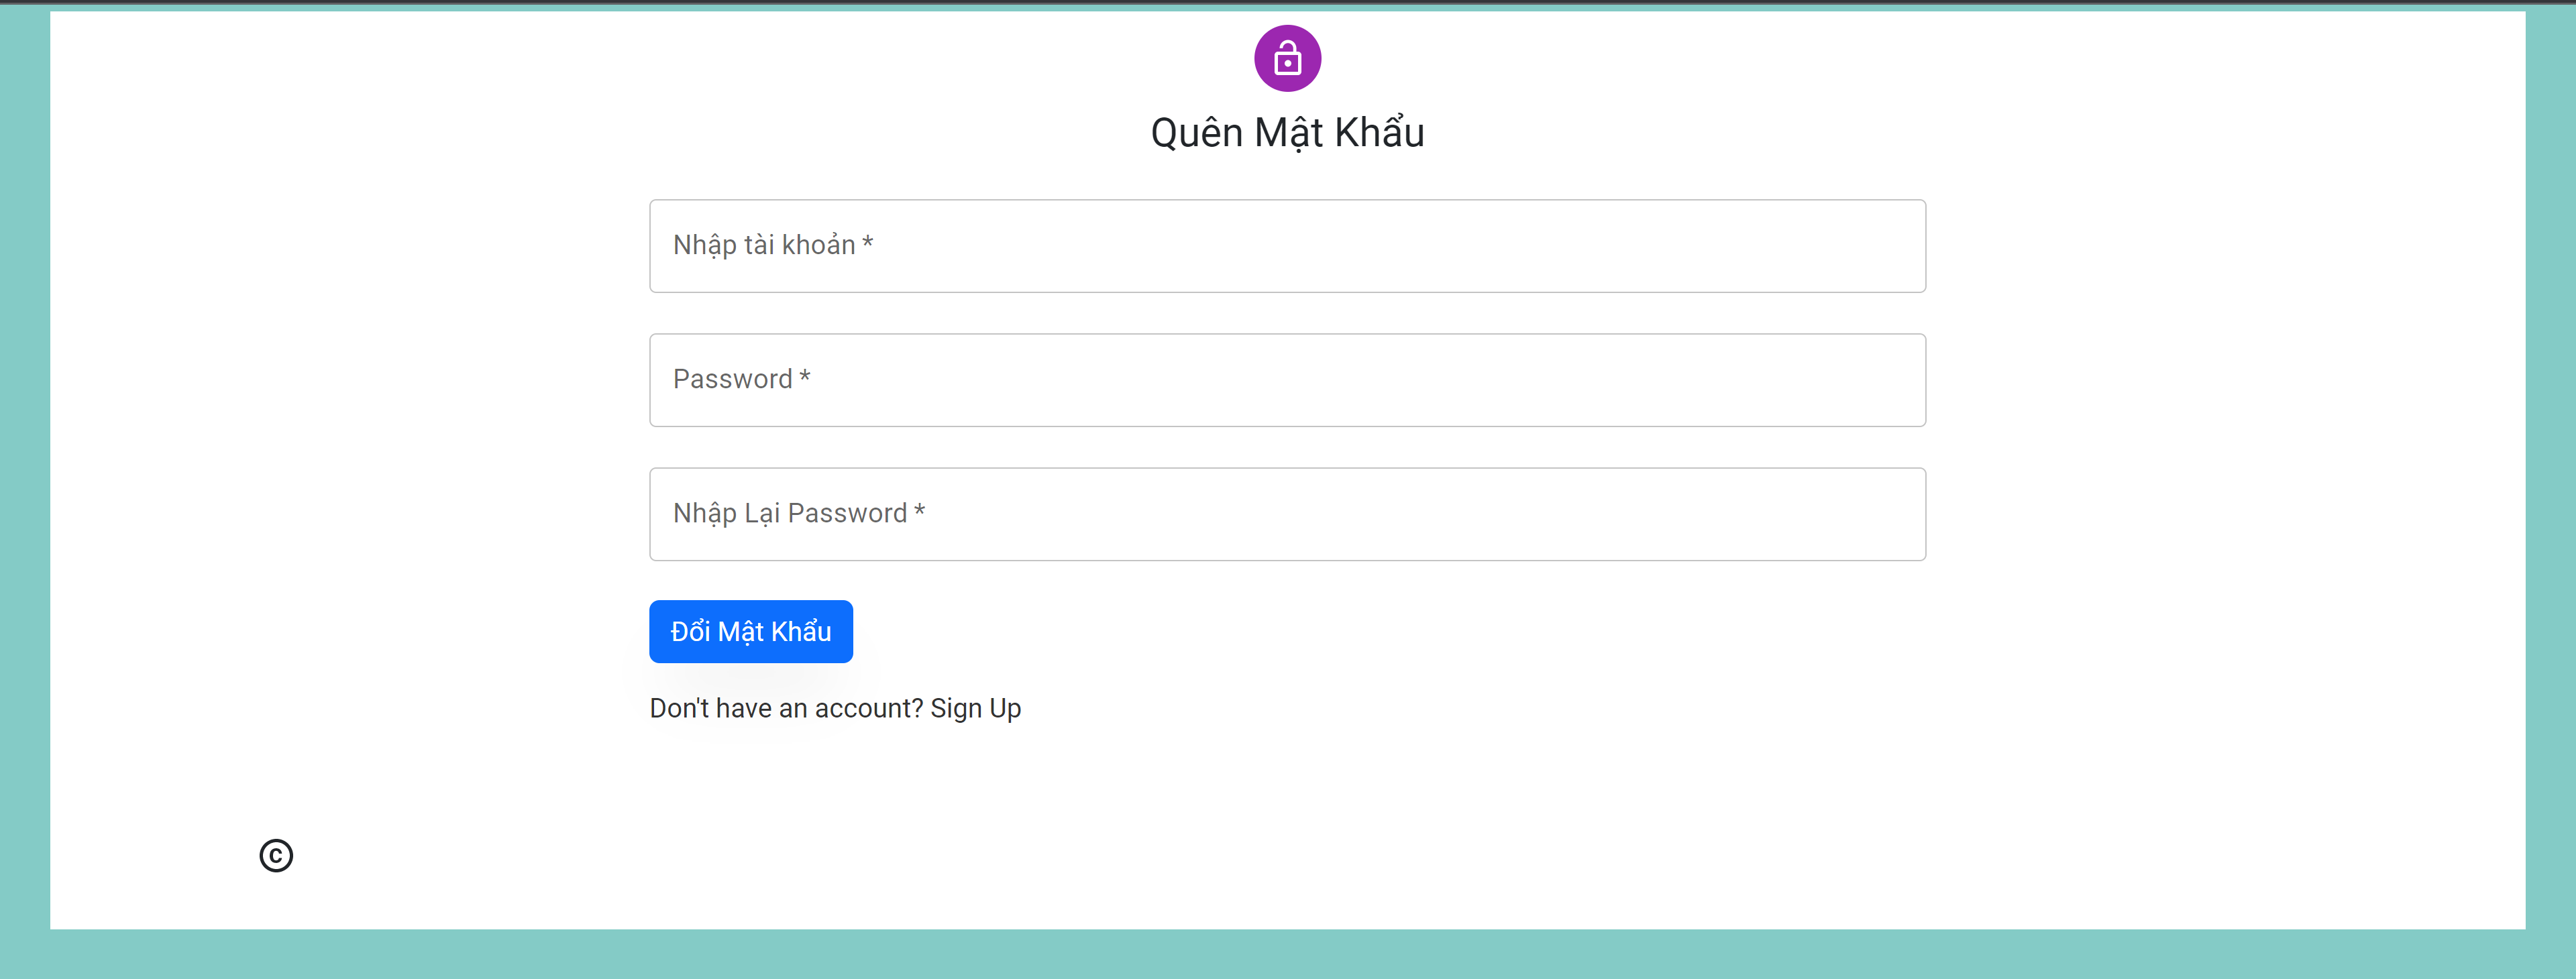 Quên Mật Khẩu
Nhập tài khoản *
Password *
Nhập Lại Password *
Đổi Mật Khẩu
Don't have an account? Sign Up
©